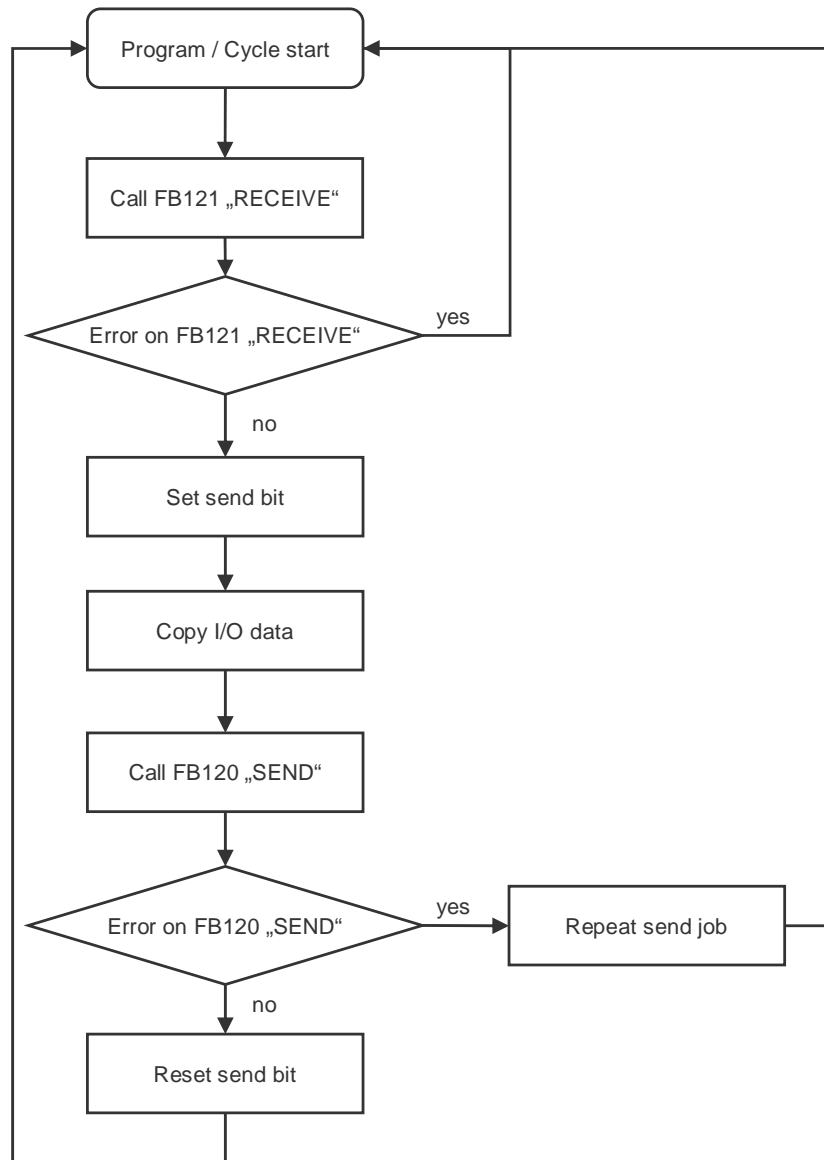 Program / Cycle start
Call FB121 „RECEIVE“
Error on FB121 „RECEIVE“
yes
no
Set send bit
Copy I/O data
Call FB120 „SEND“
Error on FB120 „SEND“
yes
Repeat send job
no
Reset send bit